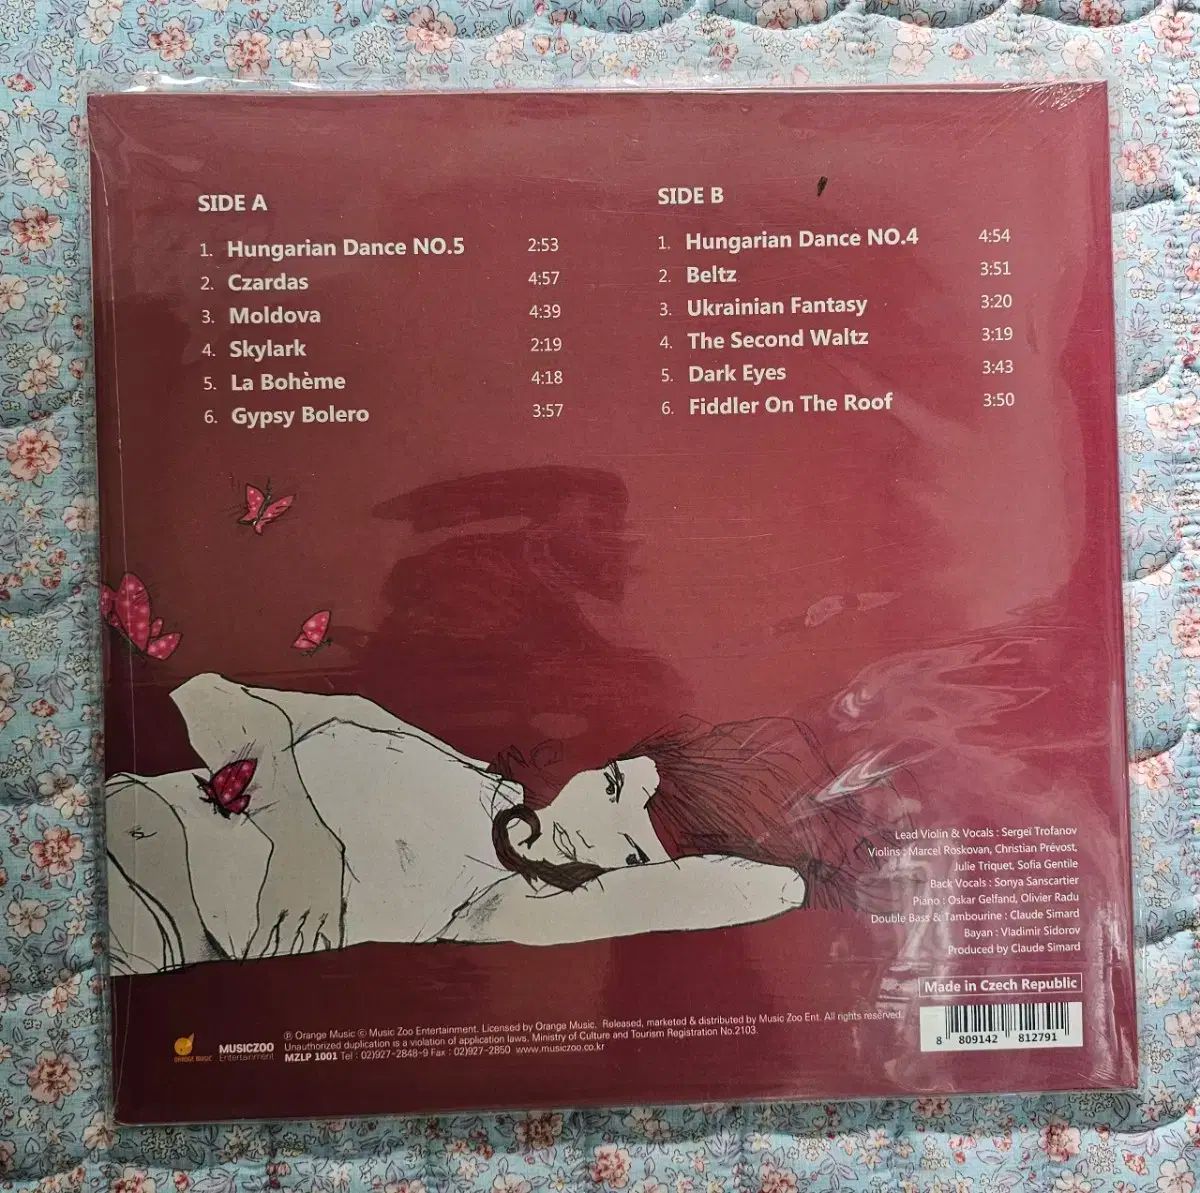 SIDE A
1. Hungarian Dance NO.5 2:53
2. Czardas 4:57
3. Moldova 4:39
4. Skylark 2:19
5. La Bohème 4:18
6. Gypsy Bolero 3:57
SIDE B
1. Hungarian Dance NO.4 4:54
2. Beltz 3:51
3. Ukrainian Fantasy 3:20
4. The Second Waltz 3:19
5. Dark Eyes 3:43
6. Fiddler On The Roof 3:50
Lead Violin & Vocals : Sergeï Trofanov
Violins : Marcel Roskovan, Christian Prévost,
Julie Triquet, Sofia Gentile
Back Vocals : Sonya Sanscartier
Piano : Oskar Gelfand, Olivier Radu
Double Bass & Tambourine : Claude Simard
Bayan : Vladimir Sidorov
Produced by Claude Simard
Made in Czech Republic
8 809142 812791
ORANGE MUSIC
MUSICZOO
Entertainment
℗ Orange Music © Music Zoo Entertainment. Licensed by Orange Music. Released, marketed & distributed by Music Zoo Ent. All rights reserved.
Unauthorized duplication is a violation of application laws. Ministry of Culture and Tourism Registration No.2103.
MZLP 1001 Tel : 02)927-2848~9 Fax : 02)927-2850 www.musiczoo.co.kr